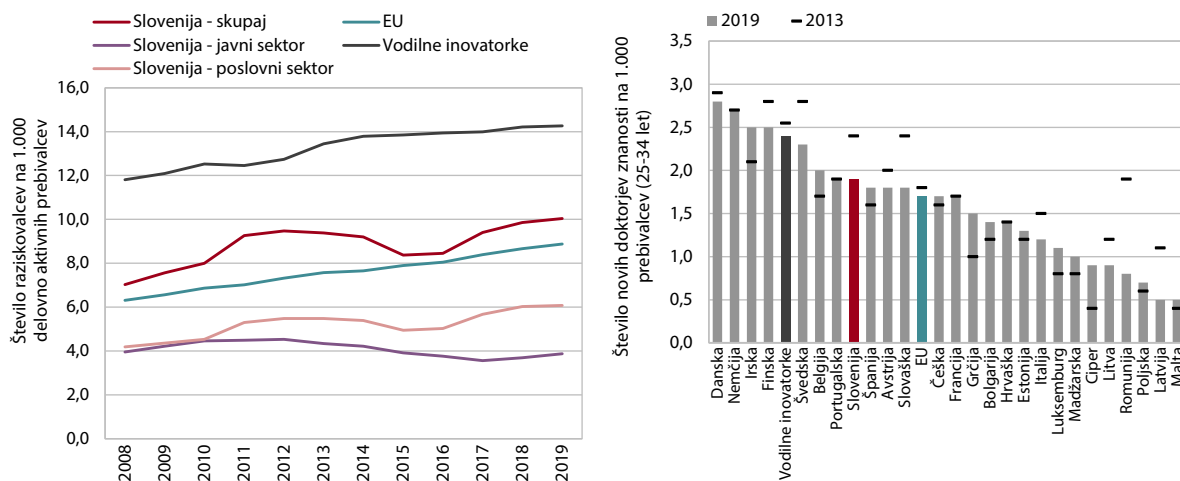 Slovenija - skupaj
EU
Slovenija - javni sektor
Vodilne inovatorke
Slovenija - poslovni sektor
Število raziskovalcev na 1.000
delovno aktivnih prebivalcev
16,0
14,0
12,0
10,0
8,0
6,0
4,0
2,0
0,0
2008
2009
2010
2011
2012
2013
2014
2015
2016
2017
2018
2019
2019
2013
Število novih doktorjev znanosti na 1.000
prebivalcev (25-34 let)
3,5
3,0
2,5
2,0
1,5
1,0
0,5
0,0
Danska
Nemčija
Irska
Finska
Vodilne inovatorke
Švedska
Belgija
Portugalska
Slovenija
Španija
Avstrija
Slovaška
EU
Češka
Francija
Grčija
Bolgarija
Hrvaška
Estonija
Italija
Luksemburg
Madžarska
Ciper
Litva
Romunija
Poljska
Latvija
Malta